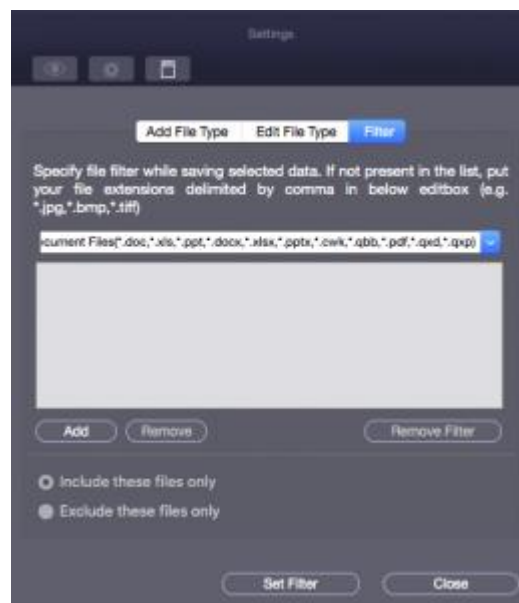 Settings
Add File Type Edit File Type Filter
Specify file filter while saving selected data. If not present in the list, put
your file extensions delimited by comma in below editbox (e.g.
*.jpg,*.bmp,*.tiff)
cument Files(*.doc,*.xls,*.ppt,*.docx,*.xlsx,*.pptx,*.cwk,*.qbb,*.pdf,*.qxd,*.qxp)
Add Remove Remove Filter
Include these files only
Exclude these files only
Set Filter Close